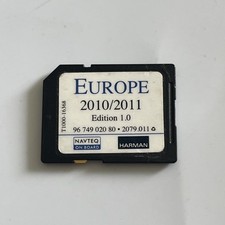 EUROPE
2010/2011
Edition 1.0
96 749 020 80 • 2079.011
T1000-16368
NAVTEQ
ON BOARD
HARMAN